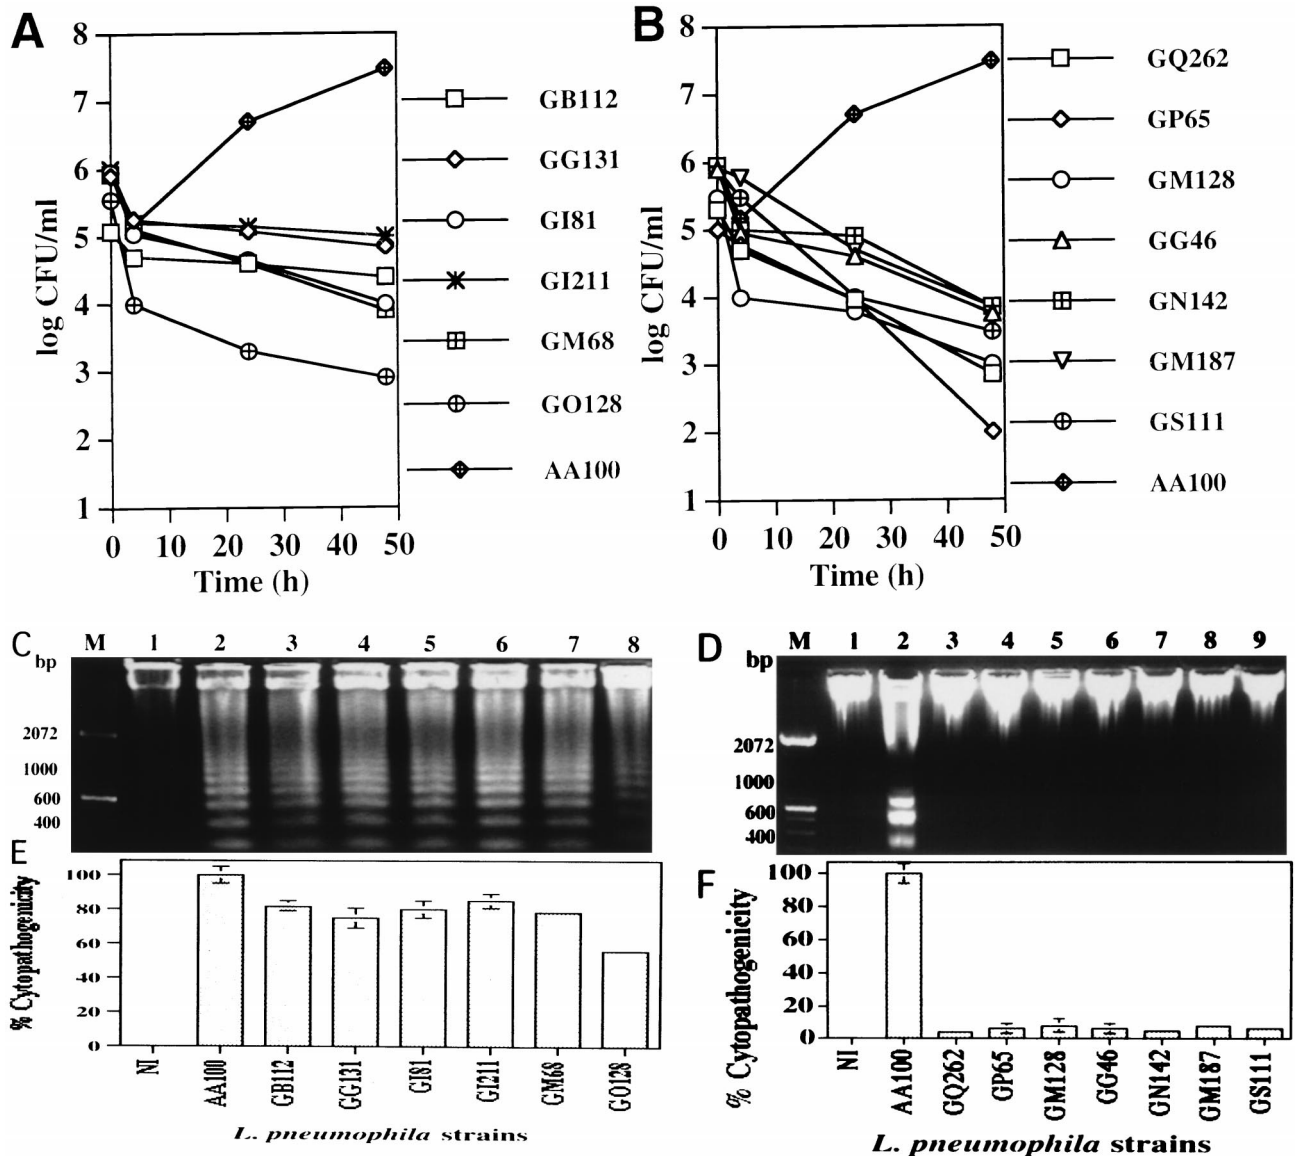 A
8
7
6
5
4
3
2
1
log CFU/ml
0 10 20 30 40 50
Time (h)
GB112
GG131
GI81
GI211
GM68
GO128
AA100
B
8
7
6
5
4
3
2
1
log CFU/ml
0 10 20 30 40 50
Time (h)
GQ262
GP65
GM128
GG46
GN142
GM187
GS111
AA100
C
bp
M 1 2 3 4 5 6 7 8
2072
1000
600
400
D
bp
M 1 2 3 4 5 6 7 8 9
2072
1000
600
400
E
% Cytopathogenicity
100
80
60
40
20
0
NI AA100 GB112 GG131 GI81 GI211 GM68 GO128
L. pneumophila strains
F
% Cytopathogenicity
100
80
60
40
20
0
NI AA100 GQ262 GP65 GM128 GG46 GN142 GM187 GS111
L. pneumophila strains